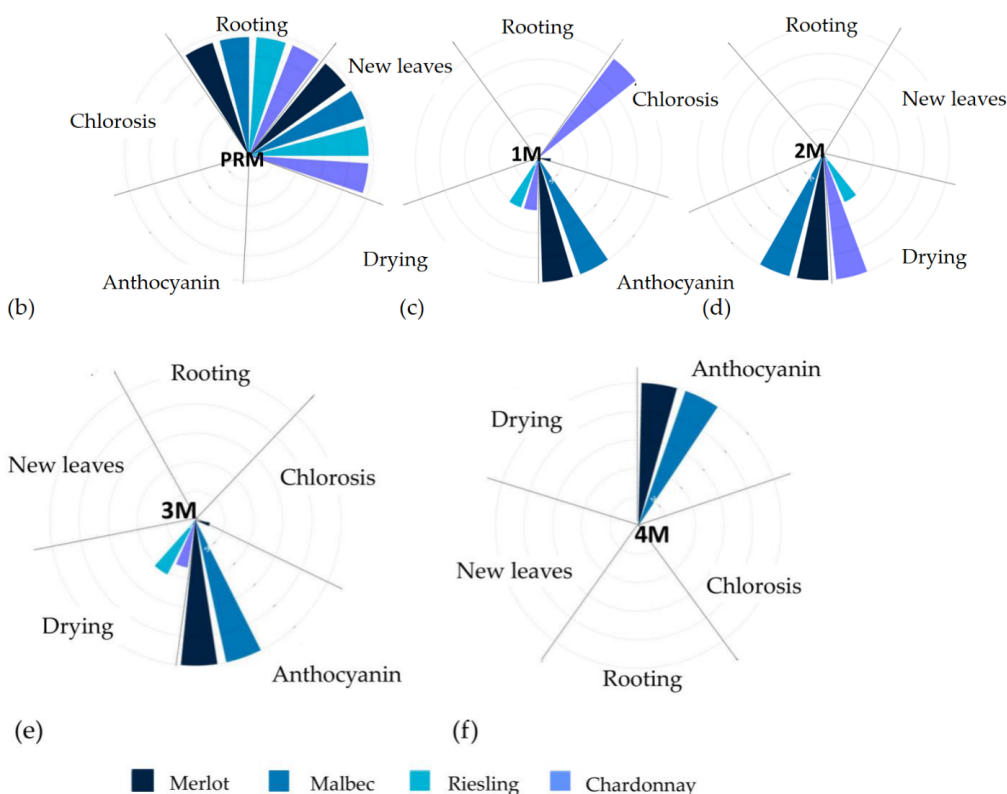 Rooting
New leaves
Chlorosis
PRM
Anthocyanin
Drying
(b)
Rooting
Chlorosis
1M
Anthocyanin
(c)
Rooting
New leaves
2M
Drying
(d)
Rooting
New leaves
Chlorosis
3M
Drying
Anthocyanin
(e)
Anthocyanin
Drying
4M
New leaves
Chlorosis
Rooting
(f)
Merlot Malbec Riesling Chardonnay